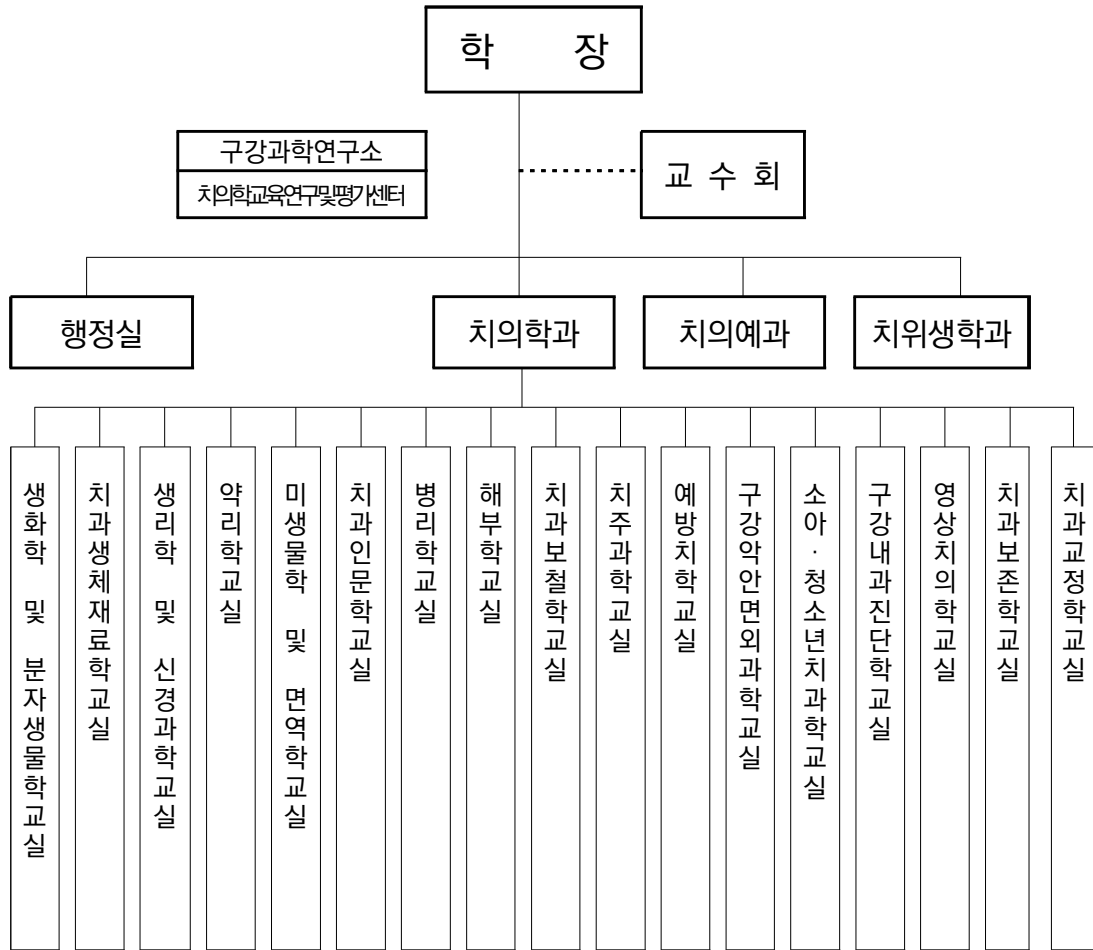 학 장
구강과학연구소
치의학교육연구및평가센터
교 수 회
행정실
치의학과
치의예과
치위생학과
생화학 및 분자생물학교실
치과생체재료학교실
생리학 및 신경과학교실
약리학교실
미생물학 및 면역학교실
치과인문학교실
병리학교실
해부학교실
치과보철학교실
치주과학교실
예방치학교실
구강악안면외과학교실
소아·청소년치과학교실
구강내과진단학교실
영상치의학교실
치과보존학교실
치과교정학교실